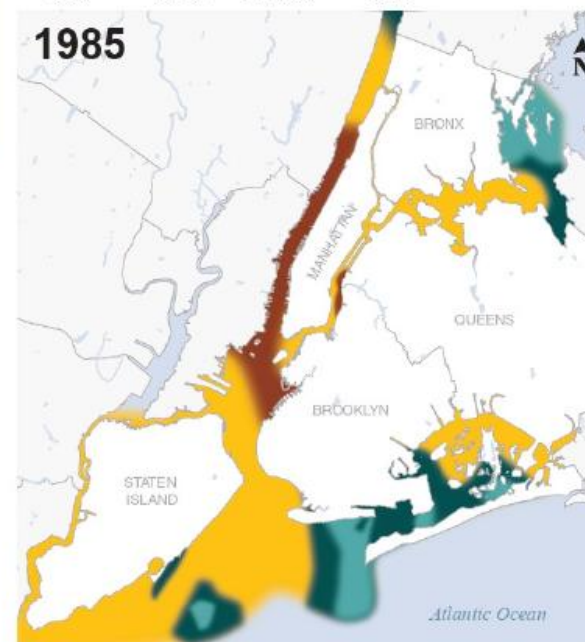 1985
N
BRONX
MANHATTAN
QUEENS
BROOKLYN
STATEN
ISLAND
Atlantic Ocean